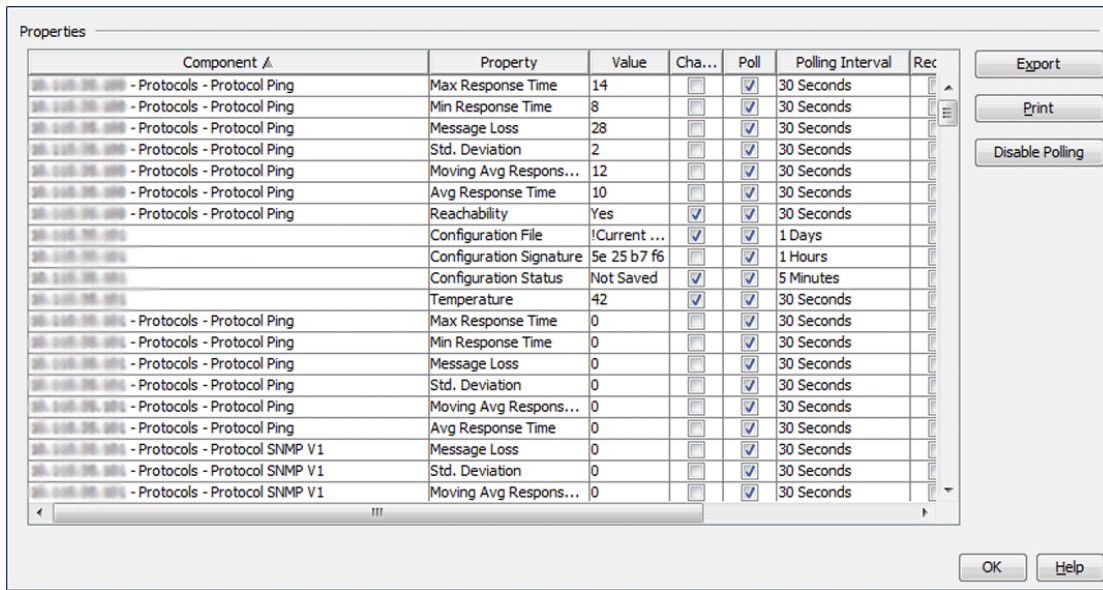 Properties
Component Property Value Cha... Poll Polling Interval Rec
- Protocols - Protocol Ping Max Response Time 14 30 Seconds
- Protocols - Protocol Ping Min Response Time 8 30 Seconds
- Protocols - Protocol Ping Message Loss 28 30 Seconds
- Protocols - Protocol Ping Std. Deviation 2 30 Seconds
- Protocols - Protocol Ping Moving Avg Respons... 12 30 Seconds
- Protocols - Protocol Ping Avg Response Time 10 30 Seconds
- Protocols - Protocol Ping Reachability Yes 30 Seconds
Configuration File !Current ... 1 Days
Configuration Signature 5e 25 b7 f6 1 Hours
Configuration Status Not Saved 5 Minutes
Temperature 42 30 Seconds
- Protocols - Protocol Ping Max Response Time 0 30 Seconds
- Protocols - Protocol Ping Min Response Time 0 30 Seconds
- Protocols - Protocol Ping Message Loss 0 30 Seconds
- Protocols - Protocol Ping Std. Deviation 0 30 Seconds
- Protocols - Protocol Ping Moving Avg Respons... 0 30 Seconds
- Protocols - Protocol Ping Avg Response Time 0 30 Seconds
- Protocols - Protocol SNMP V1 Message Loss 0 30 Seconds
- Protocols - Protocol SNMP V1 Std. Deviation 0 30 Seconds
- Protocols - Protocol SNMP V1 Moving Avg Respons... 0 30 Seconds
Export
Print
Disable Polling
OK Help